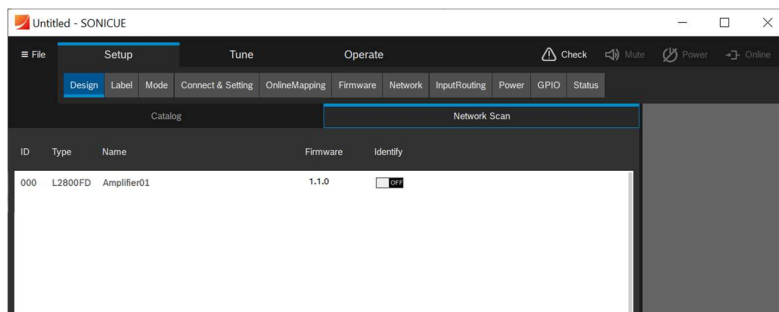 Untitled - SONICUE
≡ File Setup Tune Operate Check Mute Power Online
Design Label Mode Connect & Setting OnlineMapping Firmware Network InputRouting Power GPIO Status
Catalog Network Scan
ID Type Name Firmware Identify
000 L2800FD Amplifier01 1.1.0 OFF